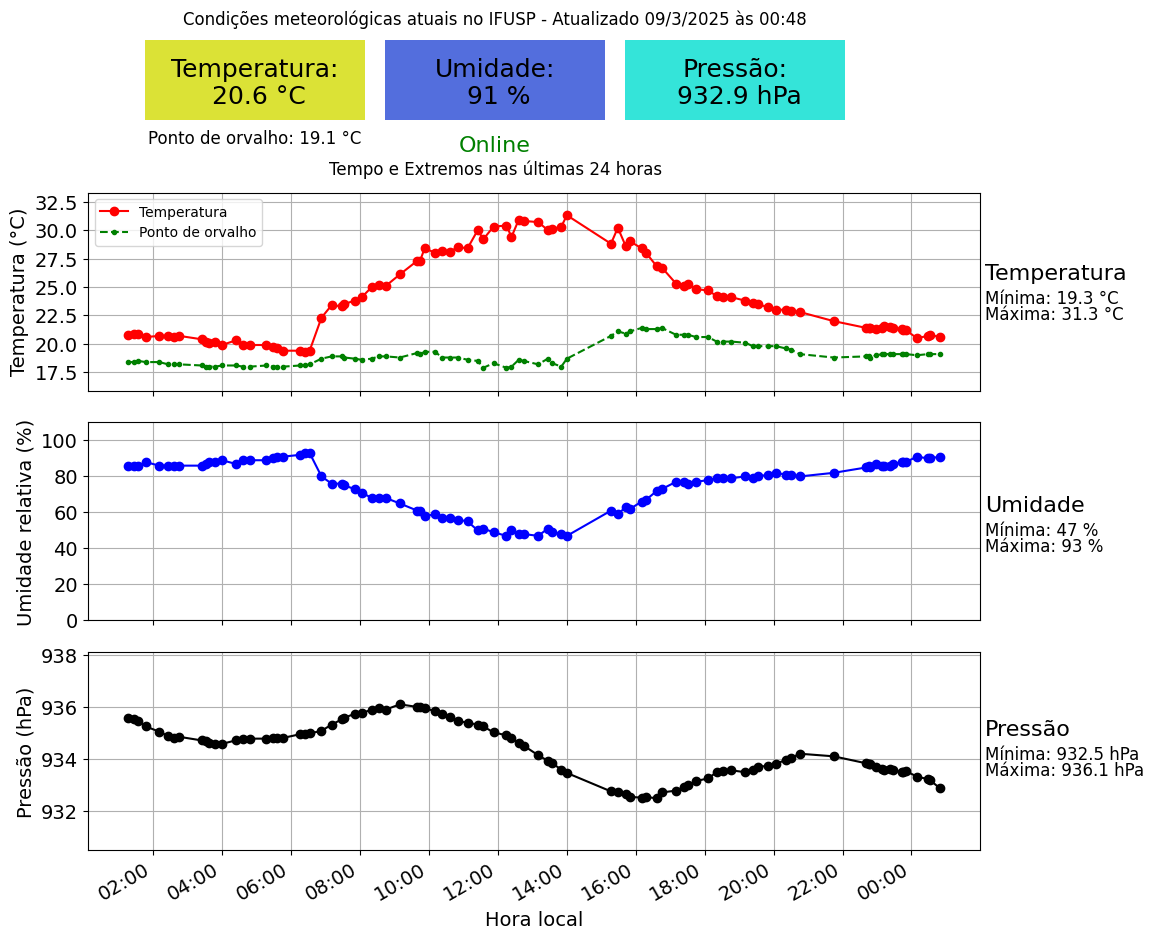 Condições meteorológicas atuais no IFUSP - Atualizado 09/3/2025 às 00:48
Temperatura:
20.6 °C
Umidade:
91 %
Pressão:
932.9 hPa
Ponto de orvalho: 19.1 °C
Online
Tempo e Extremos nas últimas 24 horas
Temperatura (°C)
32.5
30.0
27.5
25.0
22.5
20.0
17.5
Temperatura
Ponto de orvalho
Temperatura
Mínima: 19.3 °C
Máxima: 31.3 °C
Umidade relativa (%)
100
80
60
40
20
0
Umidade
Mínima: 47 %
Máxima: 93 %
Pressão (hPa)
938
936
934
932
Pressão
Mínima: 932.5 hPa
Máxima: 936.1 hPa
02:00
04:00
06:00
08:00
10:00
12:00
14:00
16:00
18:00
20:00
22:00
00:00
Hora local